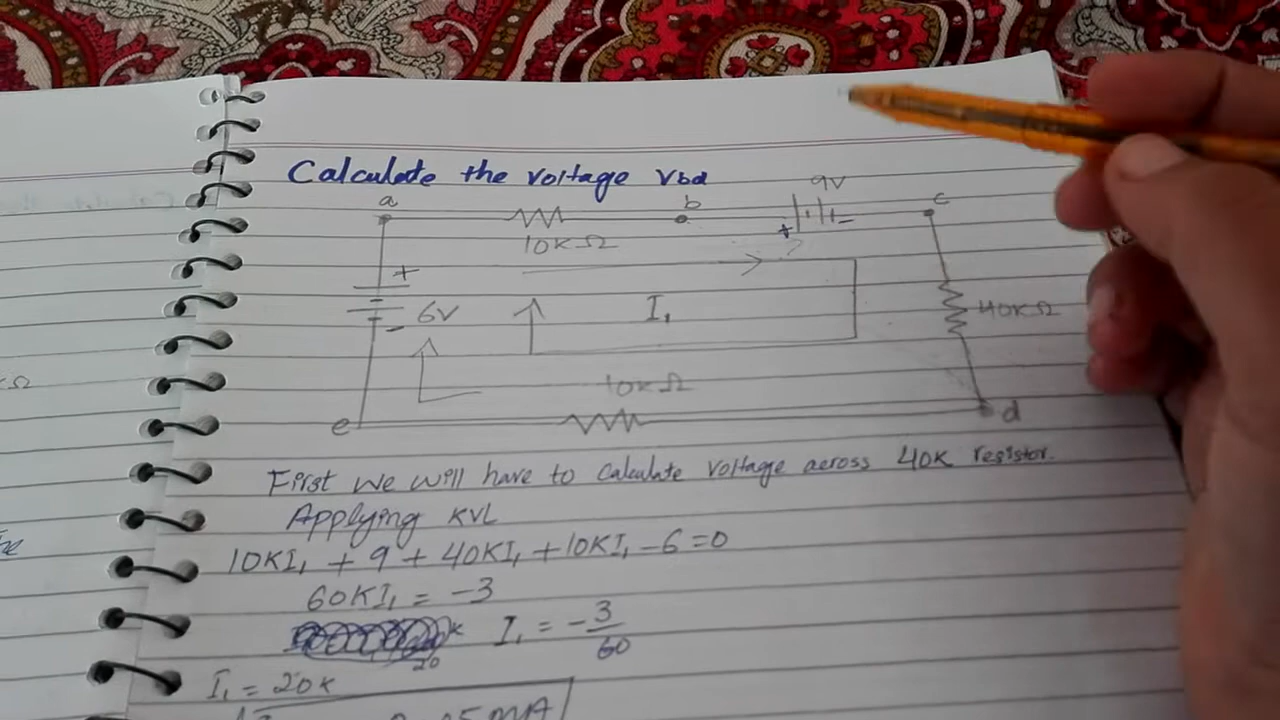 Calculate the voltage Vbd
a
b
9V
c
+
-
10KΩ
+
6V
-
I₁
40KΩ
10KΩ
e
d
First we will have to calculate voltage across 40K resistor.
Applying KVL
10KI₁ + 9 + 40KI₁ + 10KI₁ - 6 = 0
60KI₁ = -3
I₁ = -3/60
20
I₁ = 20K